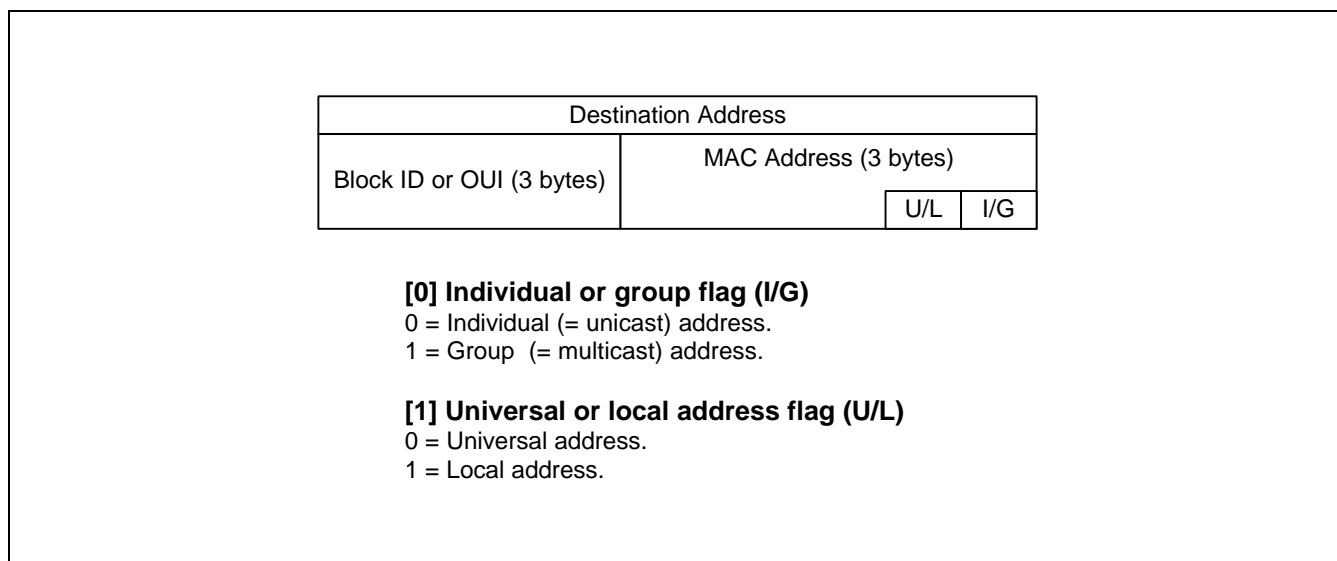 Destination Address
Block ID or OUI (3 bytes)
MAC Address (3 bytes)
U/L
I/G
[0] Individual or group flag (I/G)
0 = Individual (= unicast) address.
1 = Group  (= multicast) address.
[1] Universal or local address flag (U/L)
0 = Universal address.
1 = Local address.